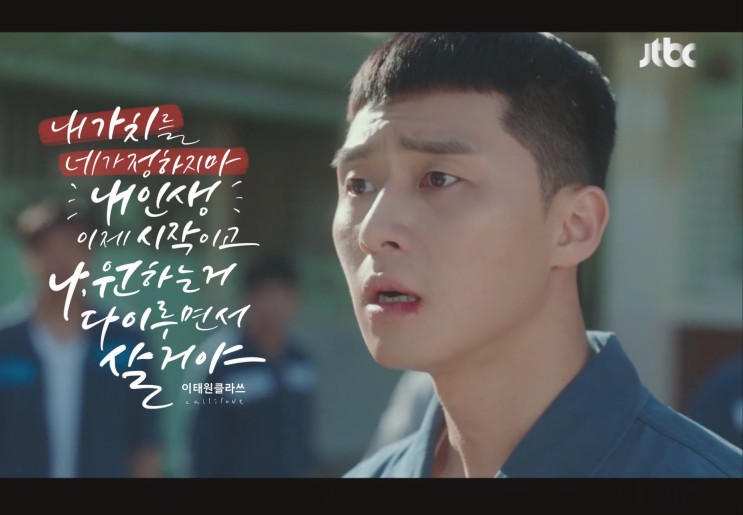 JTBC
내 가치를
네가 정하지마
내 인생
이제 시작이고
나, 원하는거
다 이루면서
살거야
이태원클라쓰
callilove